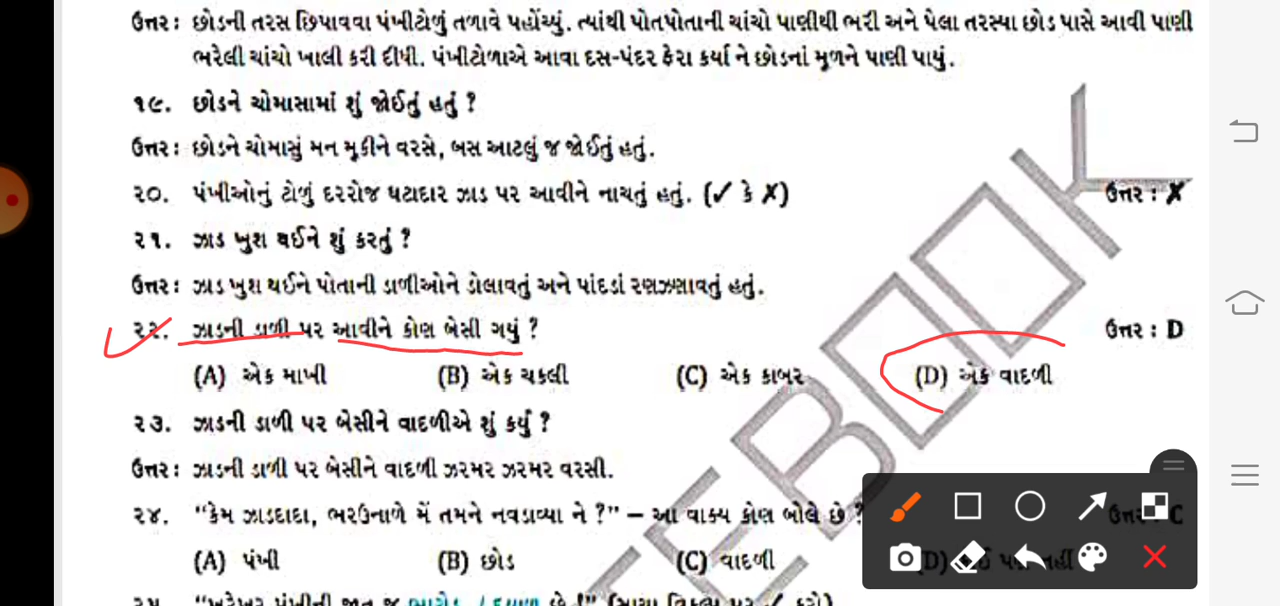 ઉત્તર : છોડની તરસ છિપાવવા પંખીટોળું તળાવે પહોંચ્યું. ત્યાંથી પોતપોતાની ચાંચો પાણીથી ભરી અને પેલા તરસ્યા છોડ પાસે આવી પાણી
ભરેલી ચાંચો ખાલી કરી દીધી. પંખીટોળાએ આવા દસ-પંદર ફેરા કર્યા ને છોડનાં મૂળને પાણી પાયું.
૧૯. છોડને ચોમાસામાં શું જોઈતું હતું ?
ઉત્તર : છોડને ચોમાસું મન મૂકીને વરસે, બસ આટલું જ જોઈતું હતું.
૨૦. પંખીઓનું ટોળું દરરોજ ઘટાદાર ઝાડ પર આવીને નાચતું હતું. (✓ કે ✗) ઉત્તર : ✗
૨૧. ઝાડ ખુશ થઈને શું કરતું ?
ઉત્તર : ઝાડ ખુશ થઈને પોતાની ડાળીઓને ડોલાવતું અને પાંદડાં રણઝણાવતું હતું.
૨૨. ઝાડની ડાળી પર આવીને કોણ બેસી ગયું ? ઉત્તર : D
(A) એક માખી (B) એક ચકલી (C) એક કાબર (D) એક વાદળી
૨૩. ઝાડની ડાળી પર બેસીને વાદળીએ શું કર્યું ?
ઉત્તર : ઝાડની ડાળી પર બેસીને વાદળી ઝરમર ઝરમર વરસી.
૨૪. “કેમ ઝાડદાદા, ભરઉનાળે મેં તમને નવડાવ્યા ને ?” – આ વાક્ય કોણ બોલે છે ? ઉત્તર : C
(A) પંખી (B) છોડ (C) વાદળી (D)